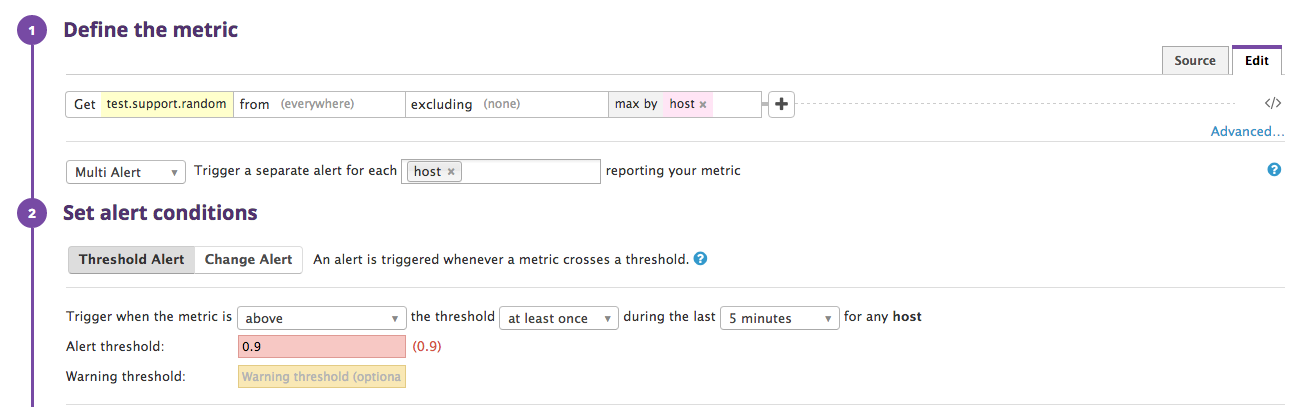 1 Define the metric
Source Edit
Get test.support.random from (everywhere) excluding (none) max by host × + </>
Advanced...
Multi Alert ▼ Trigger a separate alert for each host × reporting your metric ?
2 Set alert conditions
Threshold Alert Change Alert An alert is triggered whenever a metric crosses a threshold. ?
Trigger when the metric is above ▼ the threshold at least once ▼ during the last 5 minutes ▼ for any host
Alert threshold: 0.9 (0.9)
Warning threshold: Warning threshold (optiona